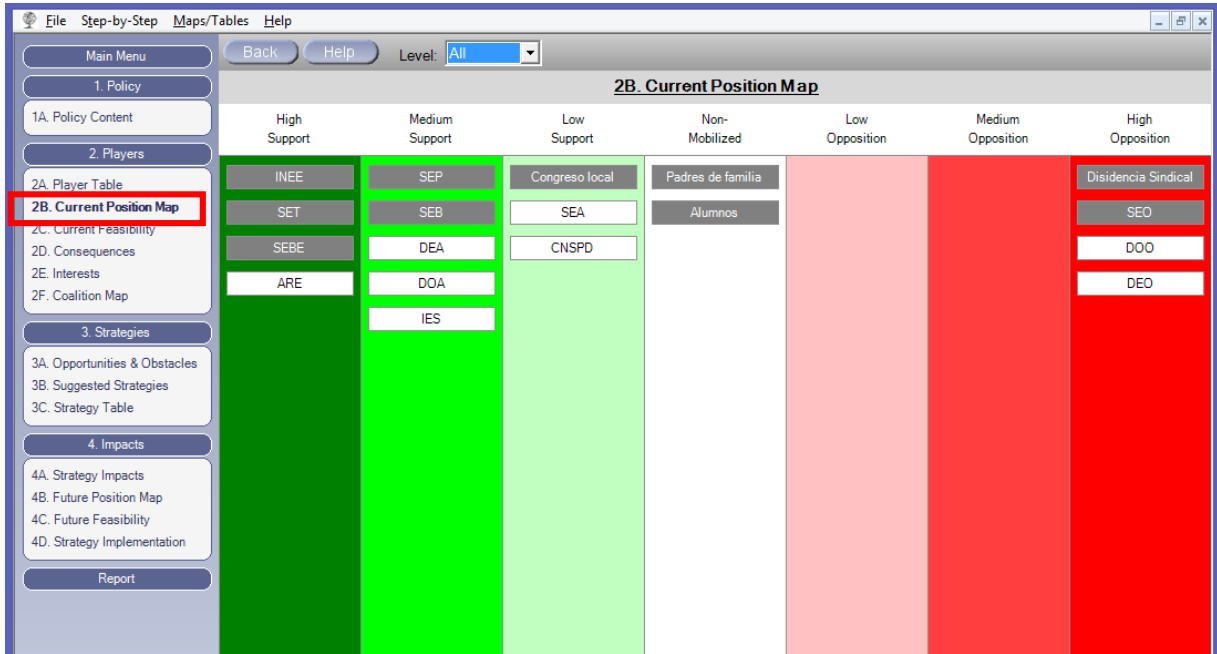 File Step-by-Step Maps/Tables Help
Main Menu
1. Policy
1A. Policy Content
2. Players
2A. Player Table
2B. Current Position Map
2C. Current Feasibility
2D. Consequences
2E. Interests
2F. Coalition Map
3. Strategies
3A. Opportunities & Obstacles
3B. Suggested Strategies
3C. Strategy Table
4. Impacts
4A. Strategy Impacts
4B. Future Position Map
4C. Future Feasibility
4D. Strategy Implementation
Report
Back Help Level: All
2B. Current Position Map
High Support
Medium Support
Low Support
Non-Mobilized
Low Opposition
Medium Opposition
High Opposition
INEE SEP Congreso local Padres de familia Disidencia Sindical
SET SEB SEA Alumnos SEO
SEBE DEA CNSPD DOO
ARE DOA DEO
IES